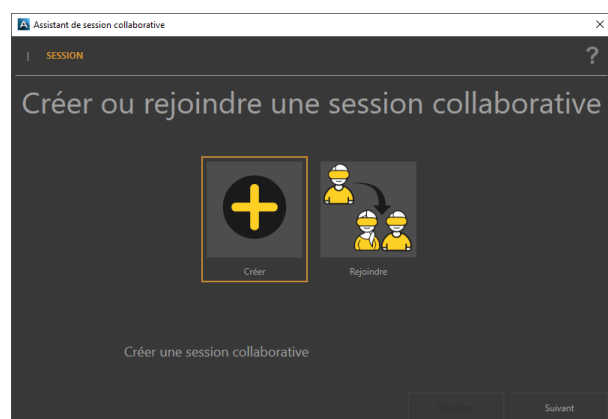 Assistant de session collaborative
| SESSION
?
Créer ou rejoindre une session collaborative
Créer
Rejoindre
Créer une session collaborative
Suivant